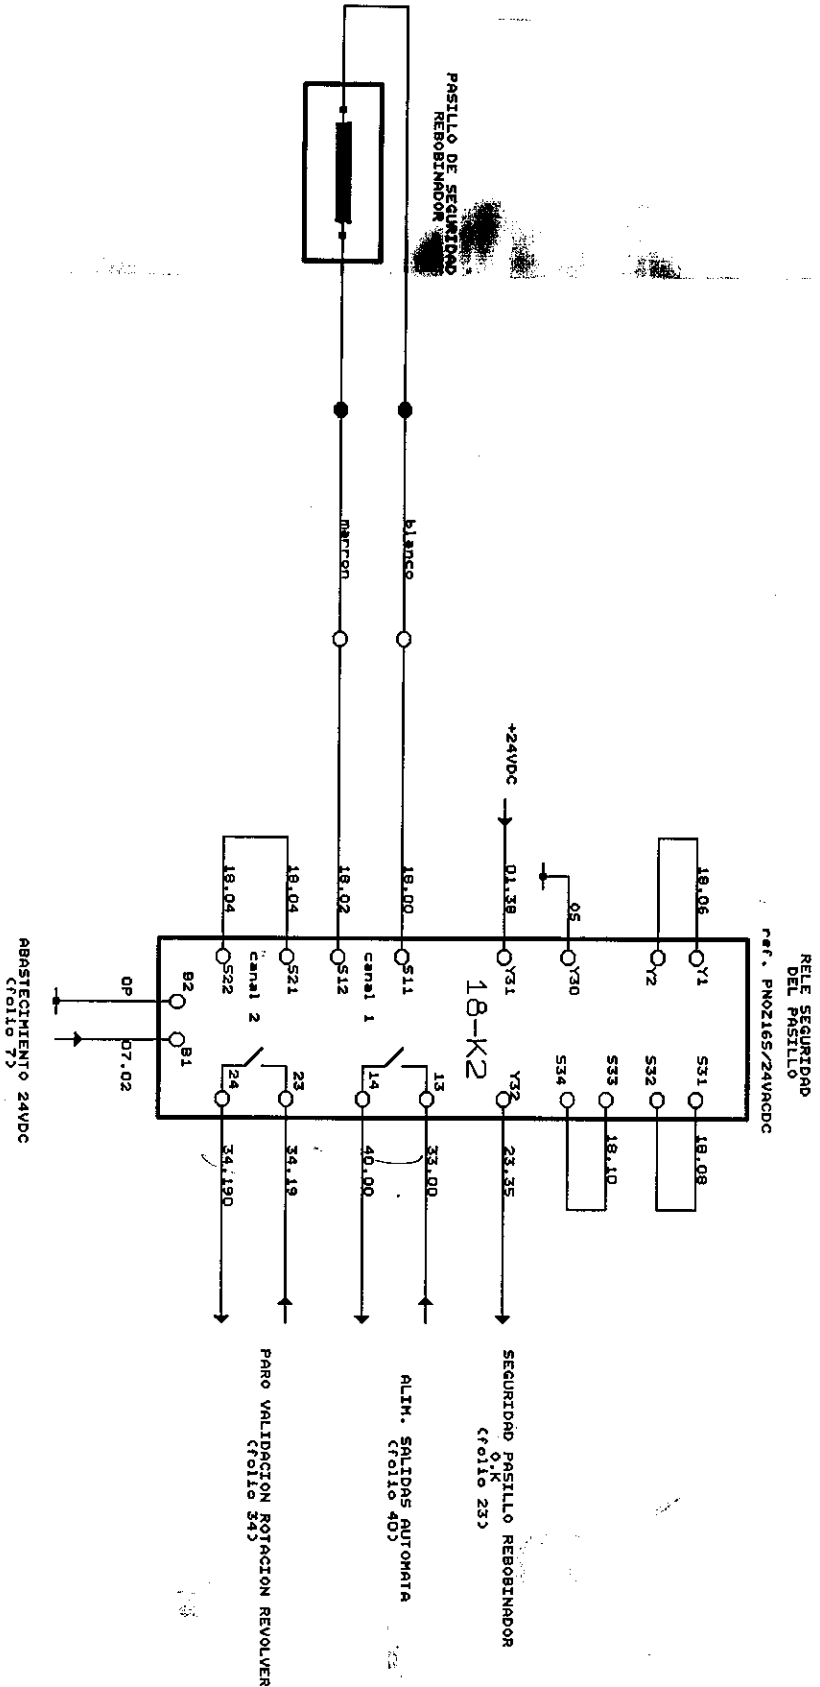 RELE SEGURIDAD
DEL PASILLO
ref. PNOZ16S/24VACDC
PASILLO DE SEGURIDAD
REBOBINADOR
blanco
marron
+24VDC
18.06
0S
01.38
18.00
18.02
18.04
18.04
Y1
Y2
Y30
Y31
S11
canal 1
S12
S21
canal 2
S22
18-K2
S31
S32
S33
S34
Y32
13
14
23
24
B2
B1
0P
07.02
ABASTECIMIENTO 24VDC
(folio 7)
18.08
18.10
23.35
33.00
40.00
34.19
34.190
SEGURIDAD PASILLO REBOBINADOR
O.K
(folio 23)
ALIM. SALIDAS AUTOMATA
(folio 40)
PARO VALIDACION ROTACION REVOLVER
(folio 34)